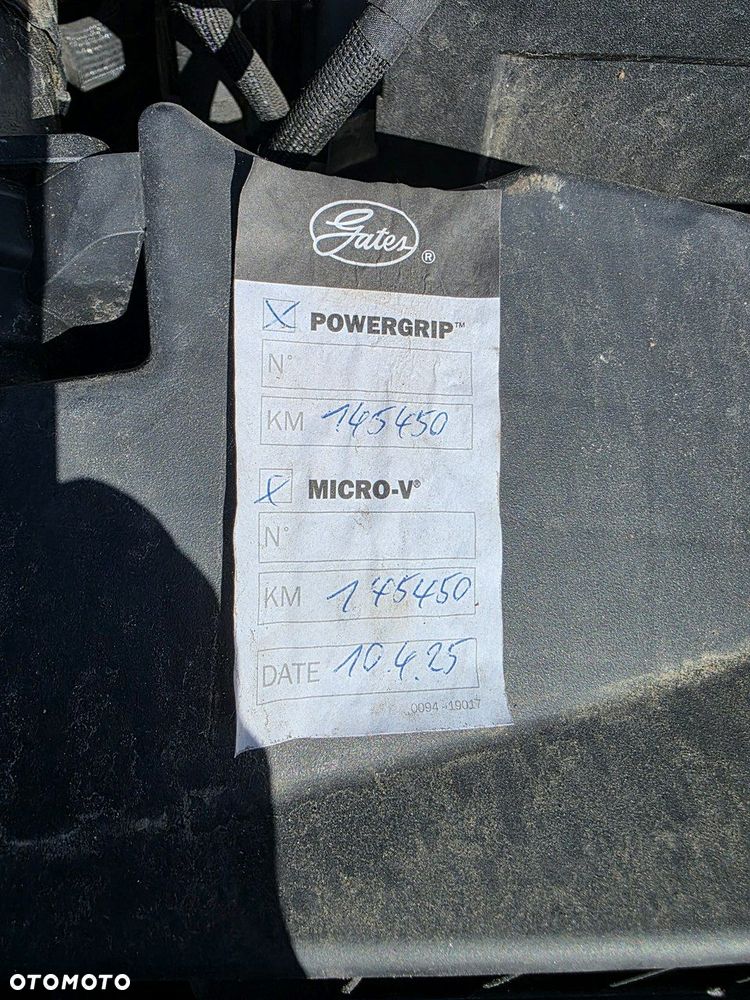 Gates ®
POWERGRIP™
N°
KM 145450
MICRO-V®
N°
KM 145450
DATE 10.4.25
0094 - 19017
OTOMOTO